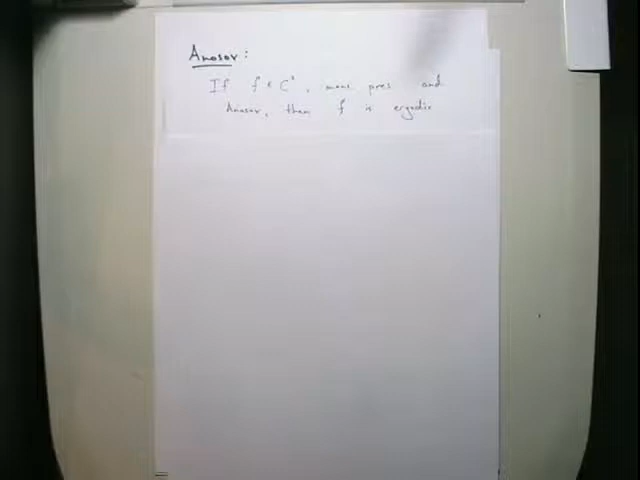 Anosov:
If f ∈ C², meas pres and
Anosov, then f is ergodic